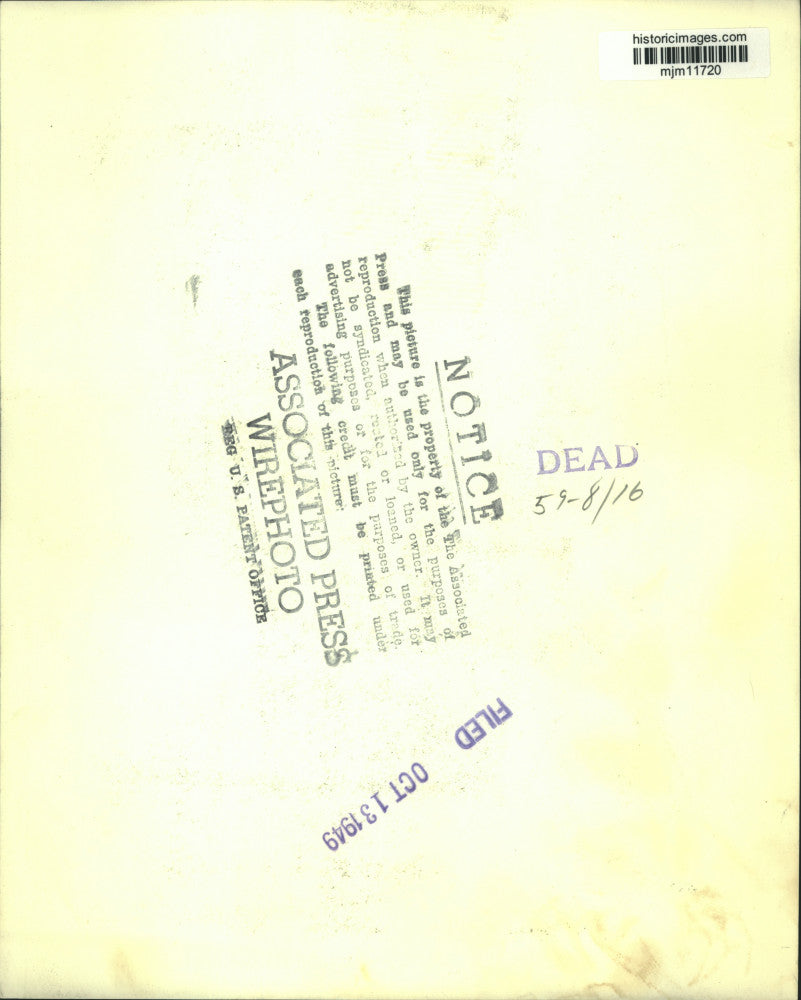 historicimages.com
mjm11720
NOTICE
This picture is the property of the The Associated
Press and may be used only for the purposes of
reproduction when authorized by the owner. It may
not be syndicated, rented or loaned, or used for
advertising purposes or for the purposes of trade.
The following credit must be printed under
each reproduction of this picture:
ASSOCIATED PRESS
WIREPHOTO
REG U. S. PATENT OFFICE
DEAD
59-8/16
FILED
OCT 13 1949